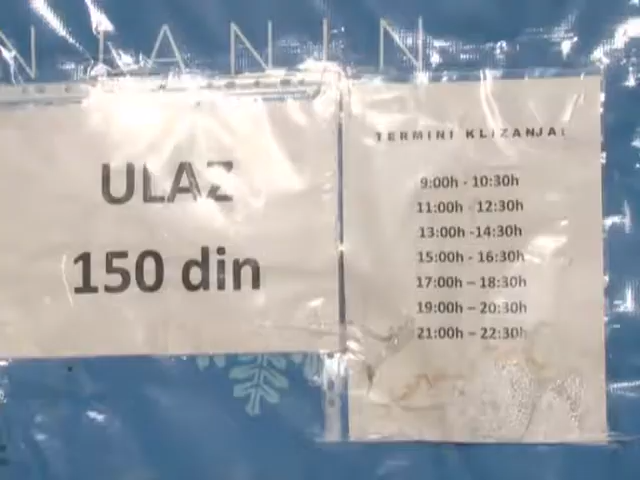 ULAZ
150 din
TERMINI KLIZANJA:
9:00h - 10:30h
11:00h 12:30h
13:00h -14:30h
15:00h - 16:30h
17:00h – 18:30h
19:00h – 20:30h
21:00h – 22:30h